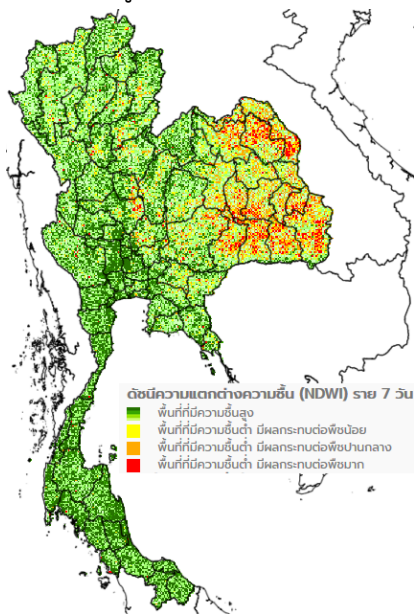 ดัชนีความแตกต่างความชื้น (NDWI) ราย 7 วัน
พื้นที่ที่มีความชื้นสูง
พื้นที่ที่มีความชื้นต่ำ มีผลกระทบต่อพืชน้อย
พื้นที่ที่มีความชื้นต่ำ มีผลกระทบต่อพืชปานกลาง
พื้นที่ที่มีความชื้นต่ำ มีผลกระทบต่อพืชมาก